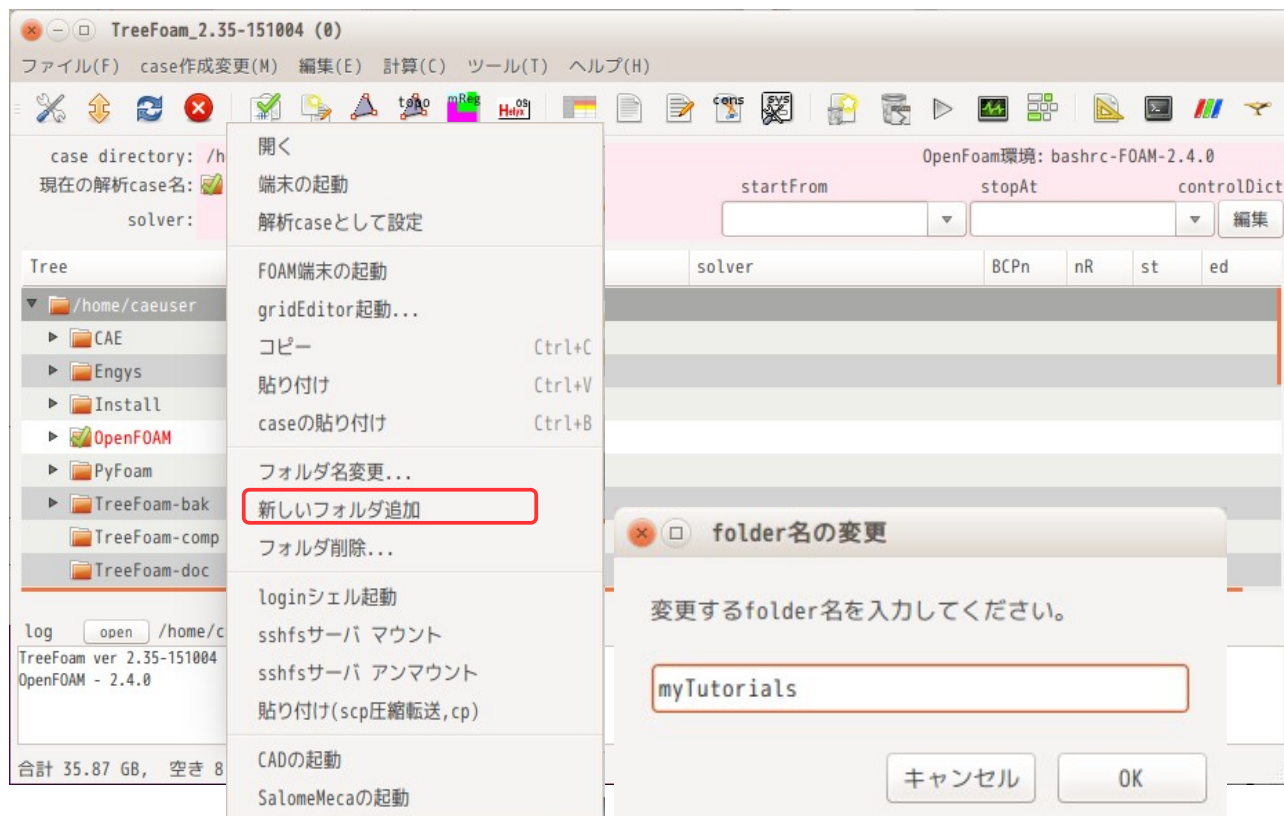 TreeFoam_2.35-151004 (0)
ファイル(F) case作成変更(M) 編集(E) 計算(C) ツール(T) ヘルプ(H)
topo mReg Helyx OS cons sys
case directory: /h
OpenFoam環境: bashrc-FOAM-2.4.0
現在の解析case名:
startFrom stopAt controlDict
solver:
編集
Tree solver BCPn nR st ed
/home/caeuser
CAE
Engys
Install
OpenFOAM
PyFoam
TreeFoam-bak
TreeFoam-comp
TreeFoam-doc
log open /home/c
TreeFoam ver 2.35-151004
OpenFOAM - 2.4.0
合計 35.87 GB, 空き 8
開く
端末の起動
解析caseとして設定
FOAM端末の起動
gridEditor起動...
コピー Ctrl+C
貼り付け Ctrl+V
caseの貼り付け Ctrl+B
フォルダ名変更...
新しいフォルダ追加
フォルダ削除...
loginシェル起動
sshfsサーバ マウント
sshfsサーバ アンマウント
貼り付け(scp圧縮転送,cp)
CADの起動
SalomeMecaの起動
folder名の変更
変更するfolder名を入力してください。
myTutorials
キャンセル OK